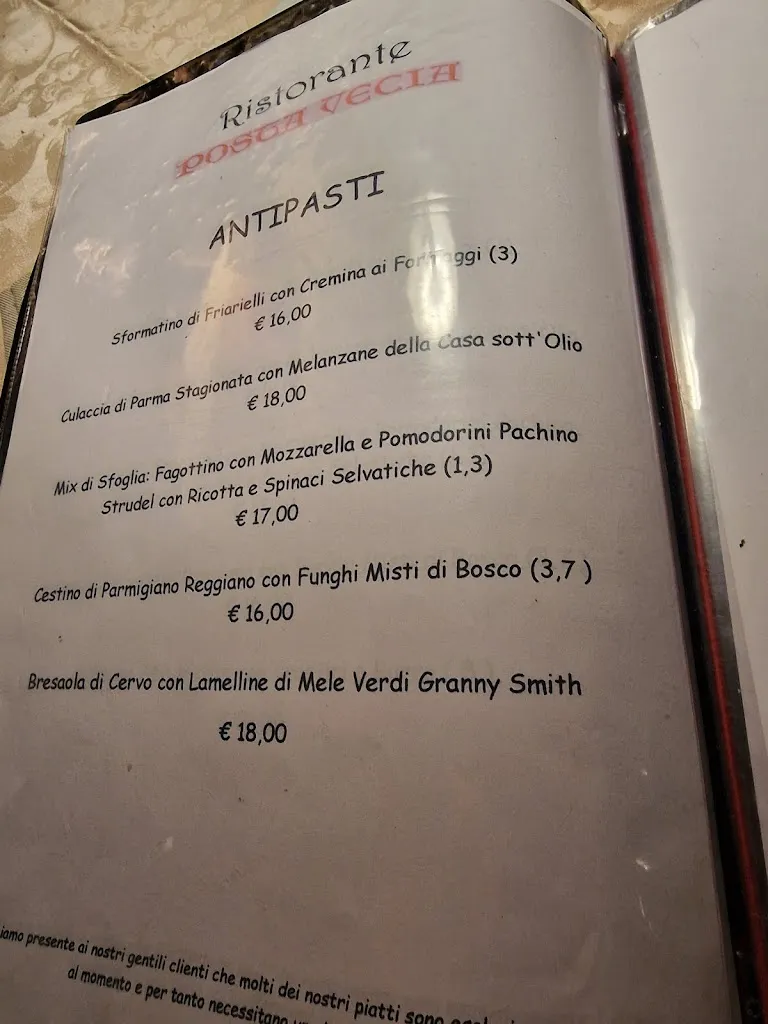 Ristorante
POSTA VECIA
ANTIPASTI
Sformatino di Friarielli con Cremina ai Formaggi (3)
€ 16,00
Culaccia di Parma Stagionata con Melanzane della Casa sott'Olio
€ 18,00
Mix di Sfoglia: Fagottino con Mozzarella e Pomodorini Pachino
Strudel con Ricotta e Spinaci Selvatiche (1,3)
€ 17,00
Cestino di Parmigiano Reggiano con Funghi Misti di Bosco (3,7 )
€ 16,00
Bresaola di Cervo con Lamelline di Mele Verdi Granny Smith
€ 18,00
iamo presente ai nostri gentili clienti che molti dei nostri piatti sono
al momento e per tanto necessitano